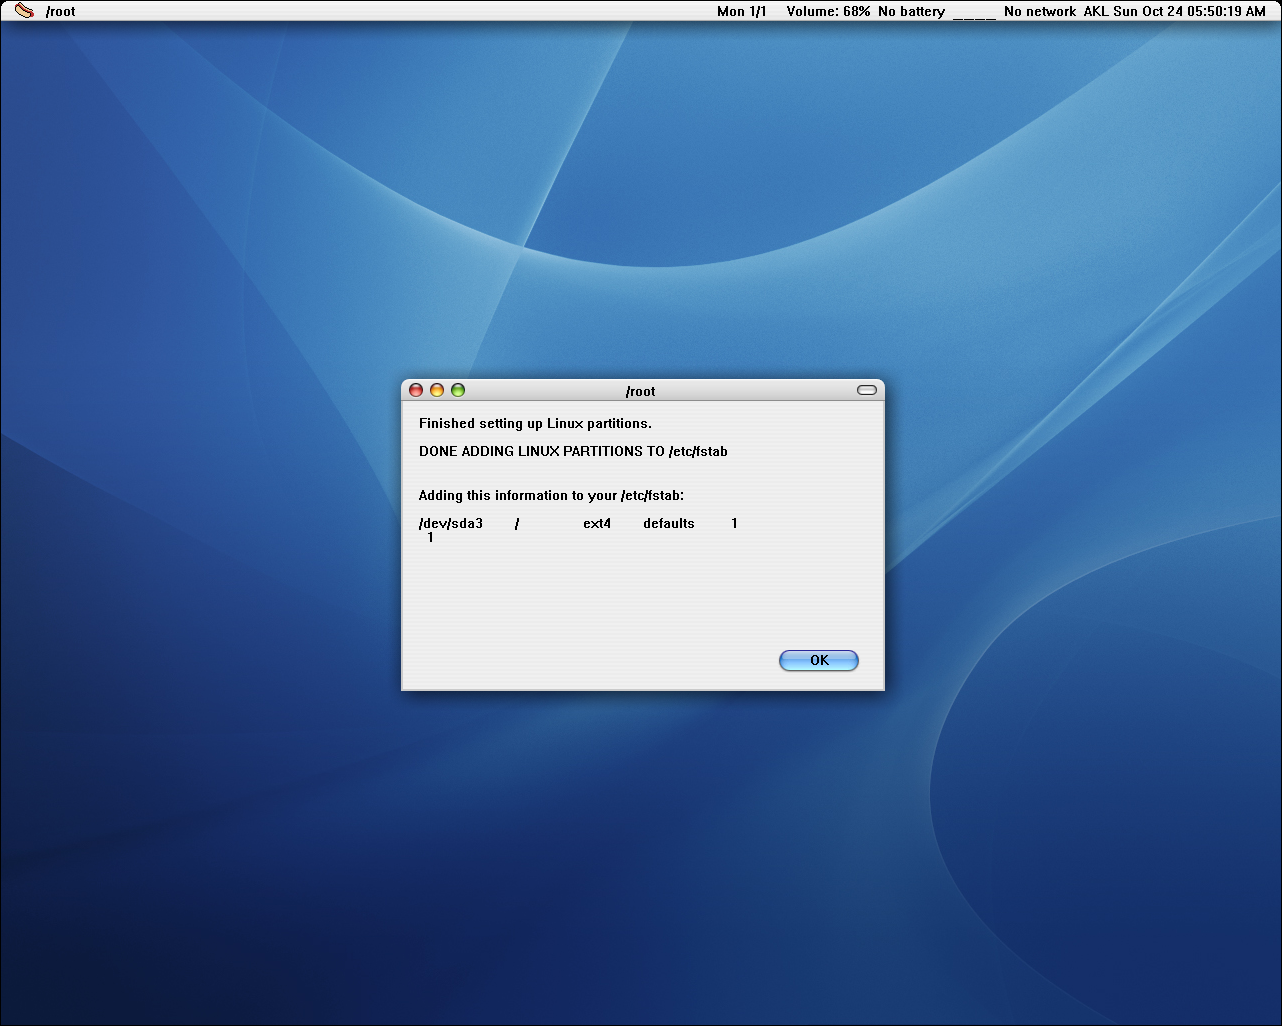 /root
Mon 1/1 Volume: 68% No battery ____ No network AKL Sun Oct 24 05:50:19 AM
/root
Finished setting up Linux partitions.
DONE ADDING LINUX PARTITIONS TO /etc/fstab
Adding this information to your /etc/fstab:
/dev/sda3 / ext4 defaults 1
1
OK